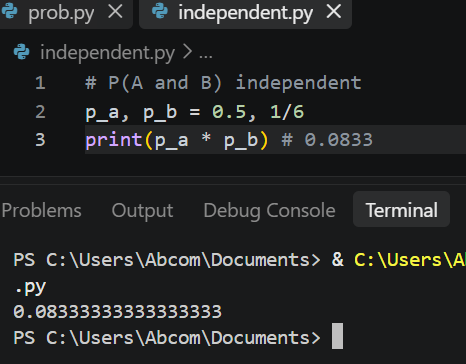 prob.py × independent.py ×
independent.py > ...
1 # P(A and B) independent
2 p_a, p_b = 0.5, 1/6
3 print(p_a * p_b) # 0.0833
Problems Output Debug Console Terminal
PS C:\Users\Abcom\Documents> & C:\Users\A
.py
0.08333333333333333
PS C:\Users\Abcom\Documents>